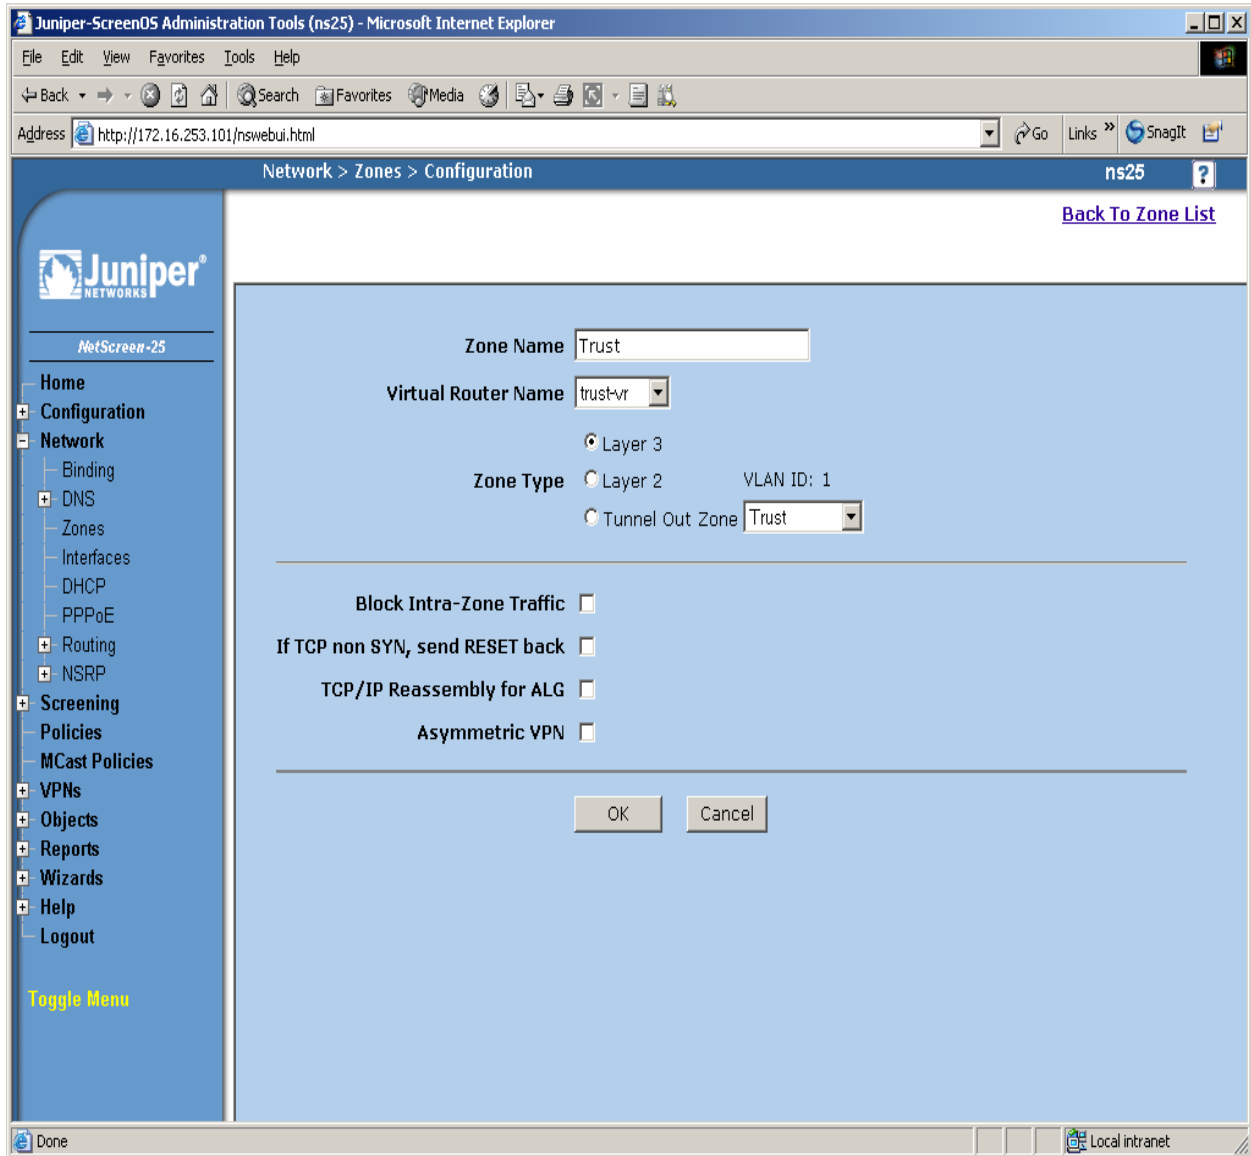 Juniper-ScreenOS Administration Tools (ns25) - Microsoft Internet Explorer
File Edit View Favorites Tools Help
Back Search Favorites Media
Address http://172.16.253.101/nswebui.html Go Links » SnagIt
Network > Zones > Configuration ns25 ?
Back To Zone List
Juniper®
NETWORKS
NetScreen-25
Home
Configuration
Network
Binding
DNS
Zones
Interfaces
DHCP
PPPoE
Routing
NSRP
Screening
Policies
MCast Policies
VPNs
Objects
Reports
Wizards
Help
Logout
Toggle Menu
Zone Name Trust
Virtual Router Name trust-vr
Layer 3
Zone Type Layer 2 VLAN ID: 1
Tunnel Out Zone Trust
Block Intra-Zone Traffic
If TCP non SYN, send RESET back
TCP/IP Reassembly for ALG
Asymmetric VPN
OK Cancel
Done Local intranet